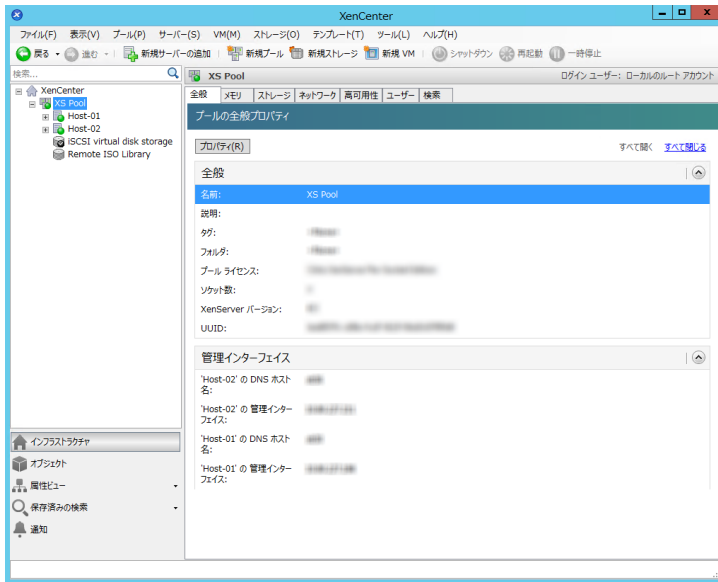 XenCenter
ファイル(F) 表示(V) プール(P) サーバー(S) VM(M) ストレージ(O) テンプレート(T) ツール(L) ヘルプ(H)
戻る 進む 新規サーバーの追加 新規プール 新規ストレージ 新規 VM シャットダウン 再起動 一時停止
検索...
XenCenter
XS Pool
Host-01
Host-02
iSCSI virtual disk storage
Remote ISO Library
インフラストラクチャ
オブジェクト
属性ビュー
保存済みの検索
通知
XS Pool
ログイン ユーザー: ローカルのルート アカウント
全般 メモリ ストレージ ネットワーク 高可用性 ユーザー 検索
プールの全般プロパティ
プロパティ(R) すべて開く すべて閉じる
全般
名前: XS Pool
説明:
タグ:
フォルダ:
プール ライセンス:
ソケット数:
XenServer バージョン:
UUID:
管理インターフェイス
'Host-02' の DNS ホスト
名:
'Host-02' の 管理インター
フェイス:
'Host-01' の DNS ホスト
名:
'Host-01' の 管理インター
フェイス: